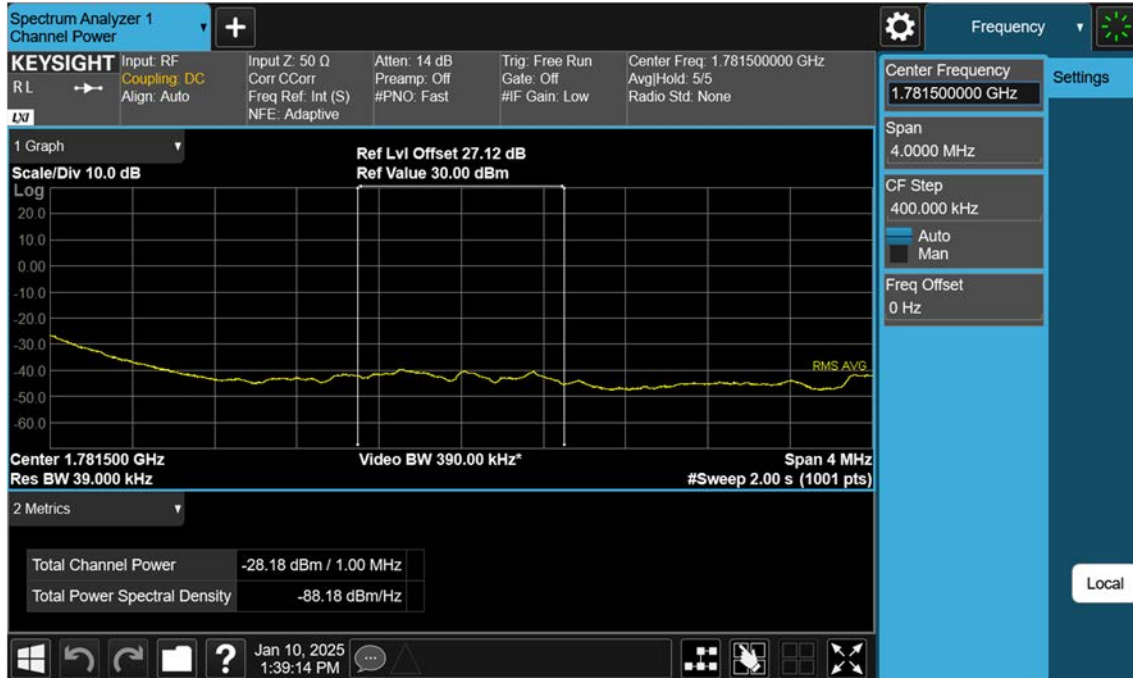 Spectrum Analyzer 1
Channel Power
Frequency
KEYSIGHT
R L
LXI
Input: RF
Coupling: DC
Align: Auto
Input Z: 50 Ω
Corr CCorr
Freq Ref: Int (S)
NFE: Adaptive
Atten: 14 dB
Preamp: Off
#PNO: Fast
Trig: Free Run
Gate: Off
#IF Gain: Low
Center Freq: 1.781500000 GHz
Avg|Hold: 5/5
Radio Std: None
Center Frequency
1.781500000 GHz
Settings
Span
4.0000 MHz
CF Step
400.000 kHz
Auto
Man
Freq Offset
0 Hz
Local
1 Graph
Scale/Div 10.0 dB
Ref Lvl Offset 27.12 dB
Ref Value 30.00 dBm
Log
20.0
10.0
0.00
-10.0
-20.0
-30.0
-40.0
-50.0
-60.0
RMS AVG
Center 1.781500 GHz
Video BW 390.00 kHz*
Span 4 MHz
Res BW 39.000 kHz
#Sweep 2.00 s (1001 pts)
2 Metrics
Total Channel Power -28.18 dBm / 1.00 MHz
Total Power Spectral Density -88.18 dBm/Hz
?
Jan 10, 2025
1:39:14 PM